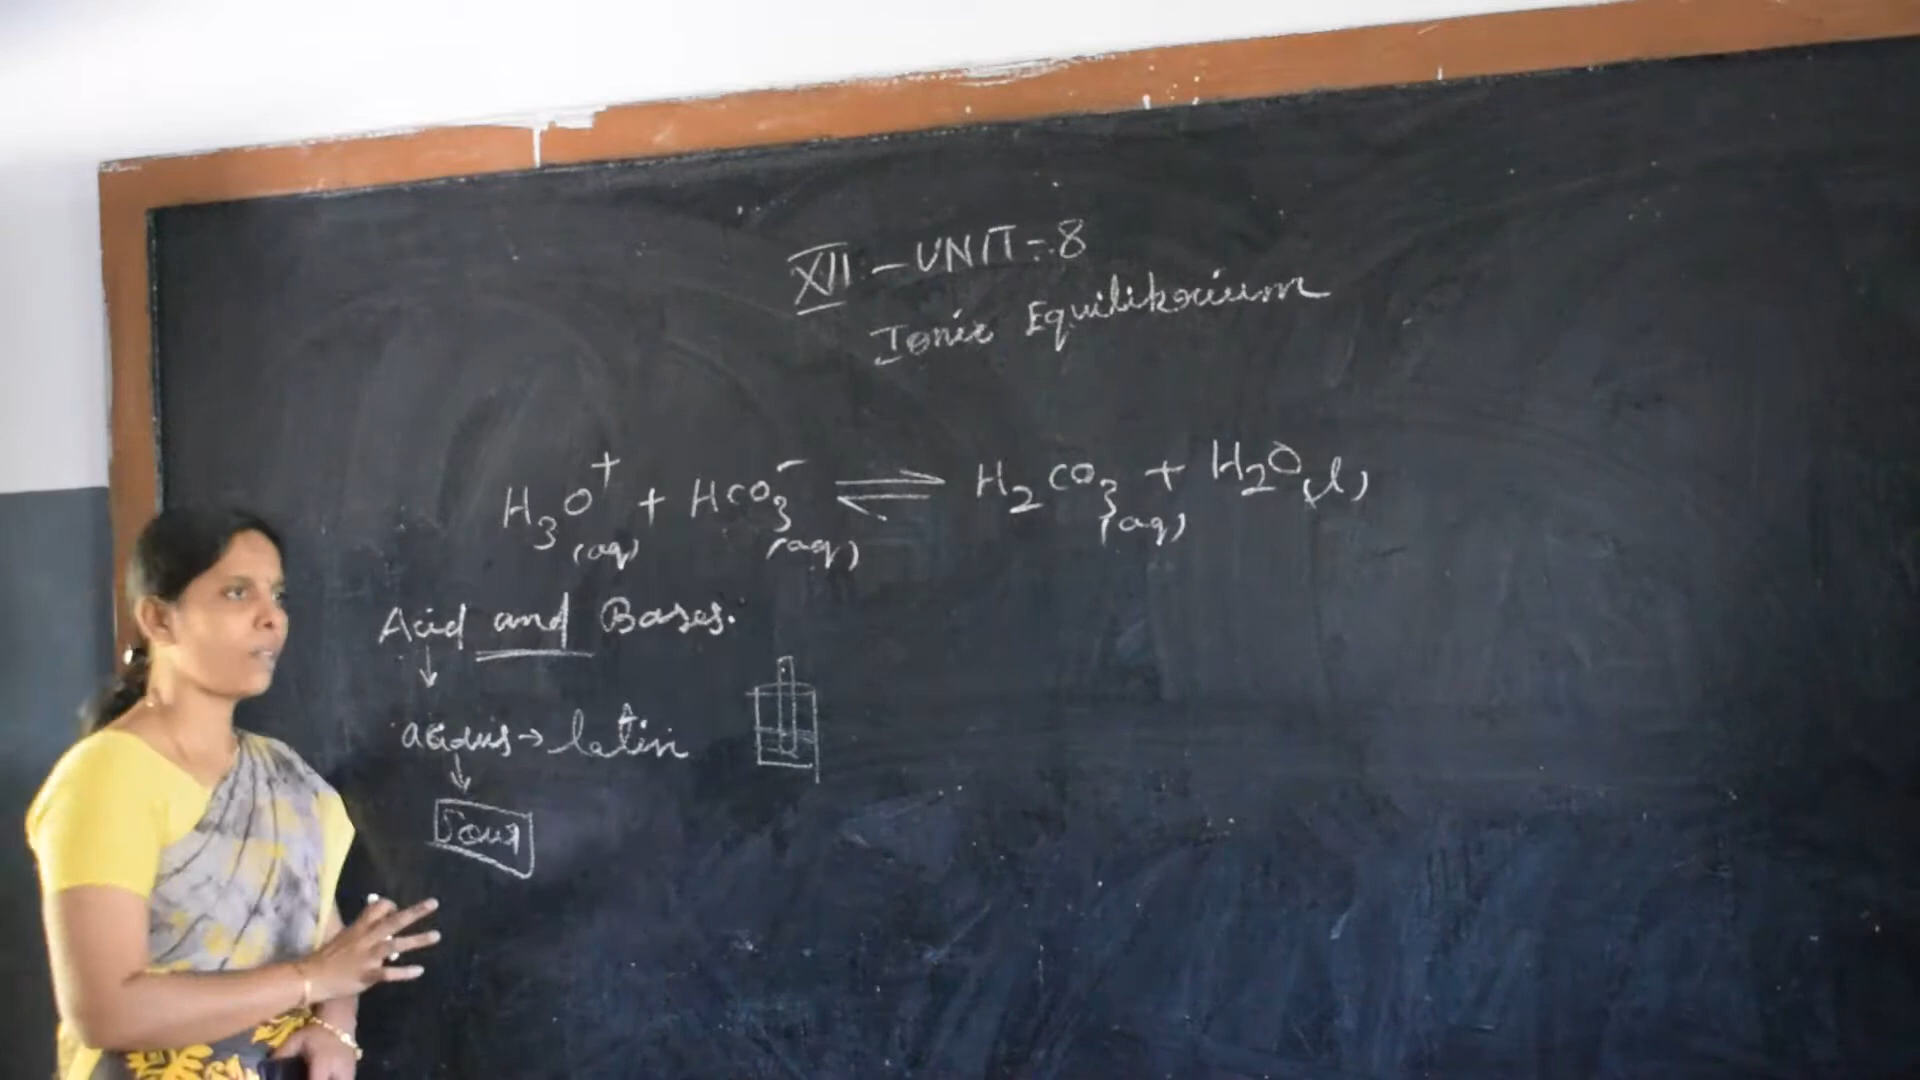 XII - UNIT - 8
Ionic Equilibrium
H₃O⁺(aq) + HCO₃⁻(aq) ⇌ H₂CO₃(aq) + H₂O(l)
Acid and Bases.
↓
acidus → latin
↓
Sour